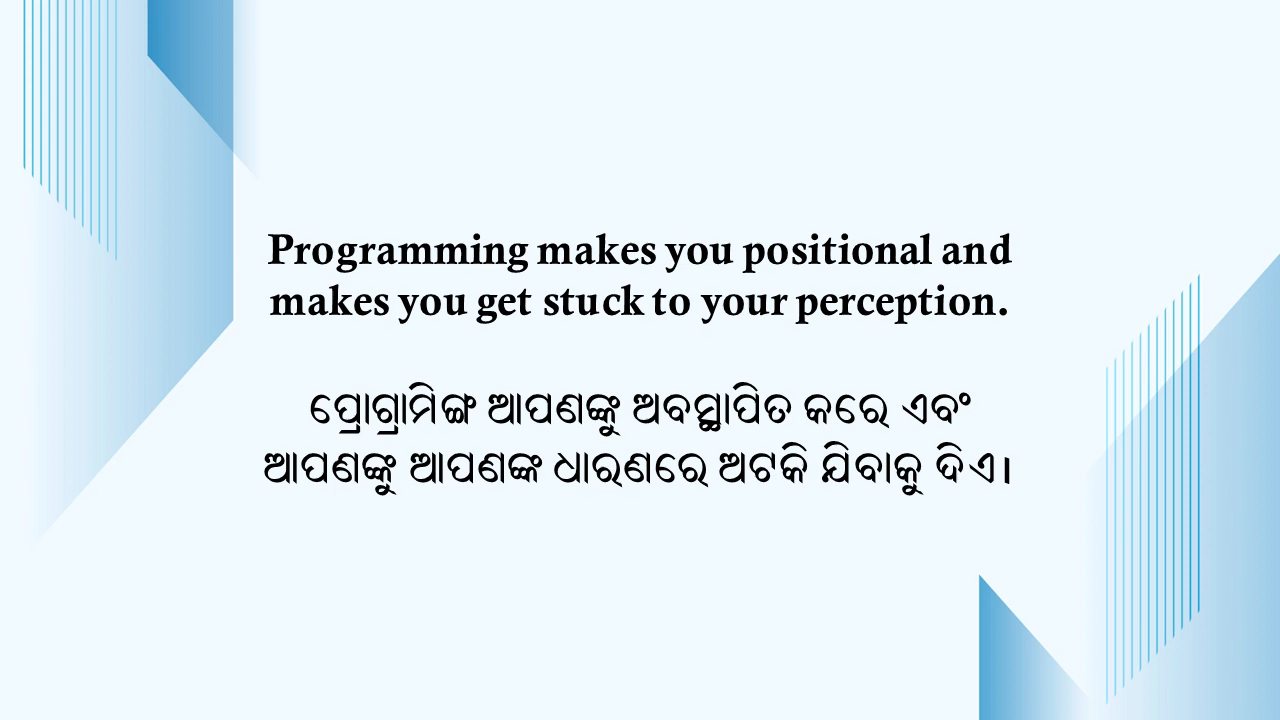 Programming makes you positional and
makes you get stuck to your perception.
ପ୍ରୋଗ୍ରାମିଙ୍ଗ ଆପଣଙ୍କୁ ଅବସ୍ଥାପିତ କରେ ଏବଂ
ଆପଣଙ୍କୁ ଆପଣଙ୍କ ଧାରଣରେ ଅଟକି ଯିବାକୁ ଦିଏ।